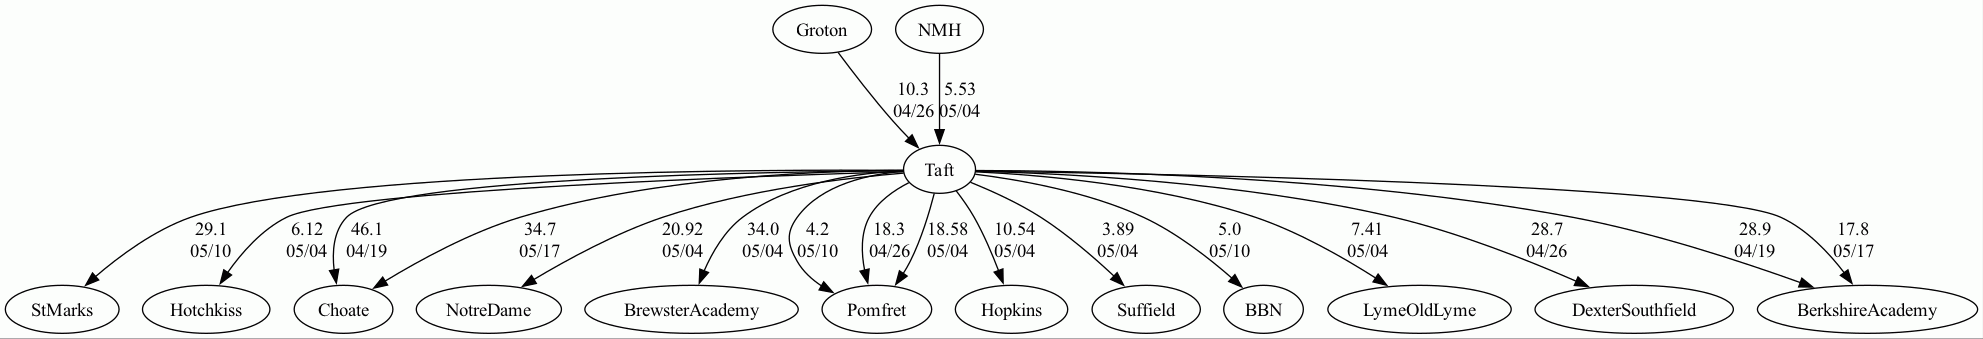 Groton NMH
10.3 5.53
04/26 05/04
Taft
29.1 6.12 46.1 34.7 20.92 34.0 4.2 18.3 18.58 10.54 3.89 5.0 7.41 28.7 28.9 17.8
05/10 05/04 04/19 05/17 05/04 05/04 05/10 04/26 05/04 05/04 05/04 05/10 05/04 04/26 04/19 05/17
StMarks Hotchkiss Choate NotreDame BrewsterAcademy Pomfret Hopkins Suffield BBN LymeOldLyme DexterSouthfield BerkshireAcademy